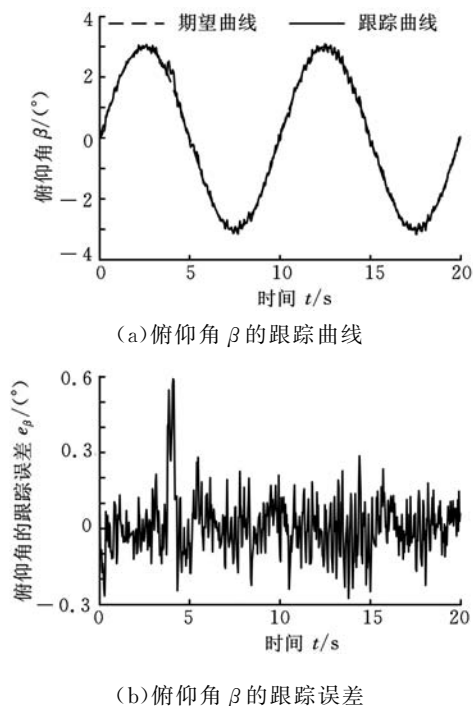 期望曲线 跟踪曲线
4
2
0
－2
－4
俯仰角 β/(°)
0 5 10 15 20
时间 t/s
(a)俯仰角 β 的跟踪曲线
0.6
0.3
0
－0.3
俯仰角的跟踪误差 eβ/(°)
0 5 10 15 20
时间 t/s
(b)俯仰角 β 的跟踪误差